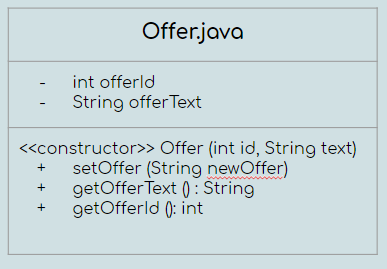 Offer.java
- int offerId
- String offerText
<<constructor>> Offer (int id, String text)
+ setOffer (String newOffer)
+ getOfferText () : String
+ getOfferId (): int